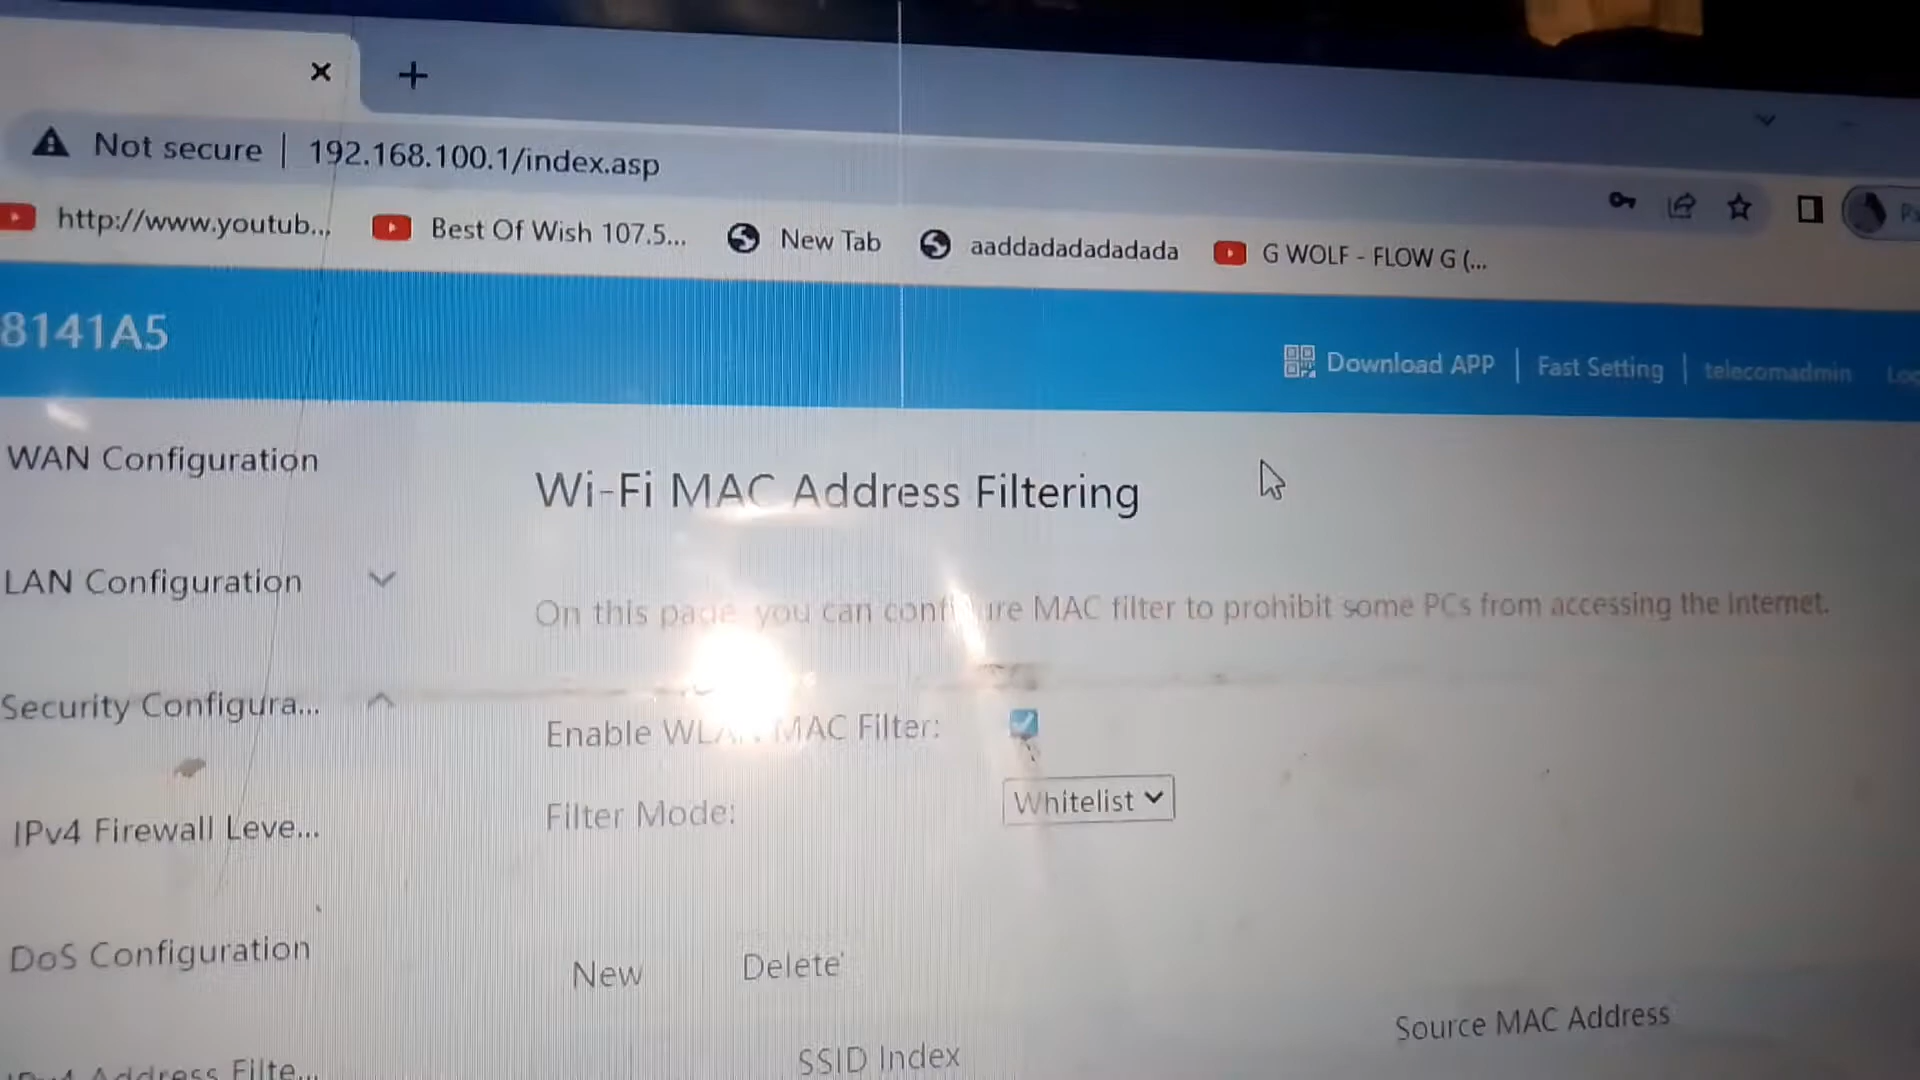 Not secure | 192.168.100.1/index.asp
http://www.youtub... Best Of Wish 107.5... New Tab aaddadadadadada G WOLF - FLOW G (...
8141A5
Download APP | Fast Setting | telecomadmin
WAN Configuration
Wi-Fi MAC Address Filtering
LAN Configuration
On this page, you can configure MAC filter to prohibit some PCs from accessing the Internet.
Security Configura...
Enable WLAN MAC Filter:
Filter Mode: Whitelist
IPv4 Firewall Leve...
DoS Configuration
New Delete
Source MAC Address
SSID Index
IPv4 Address Filte...